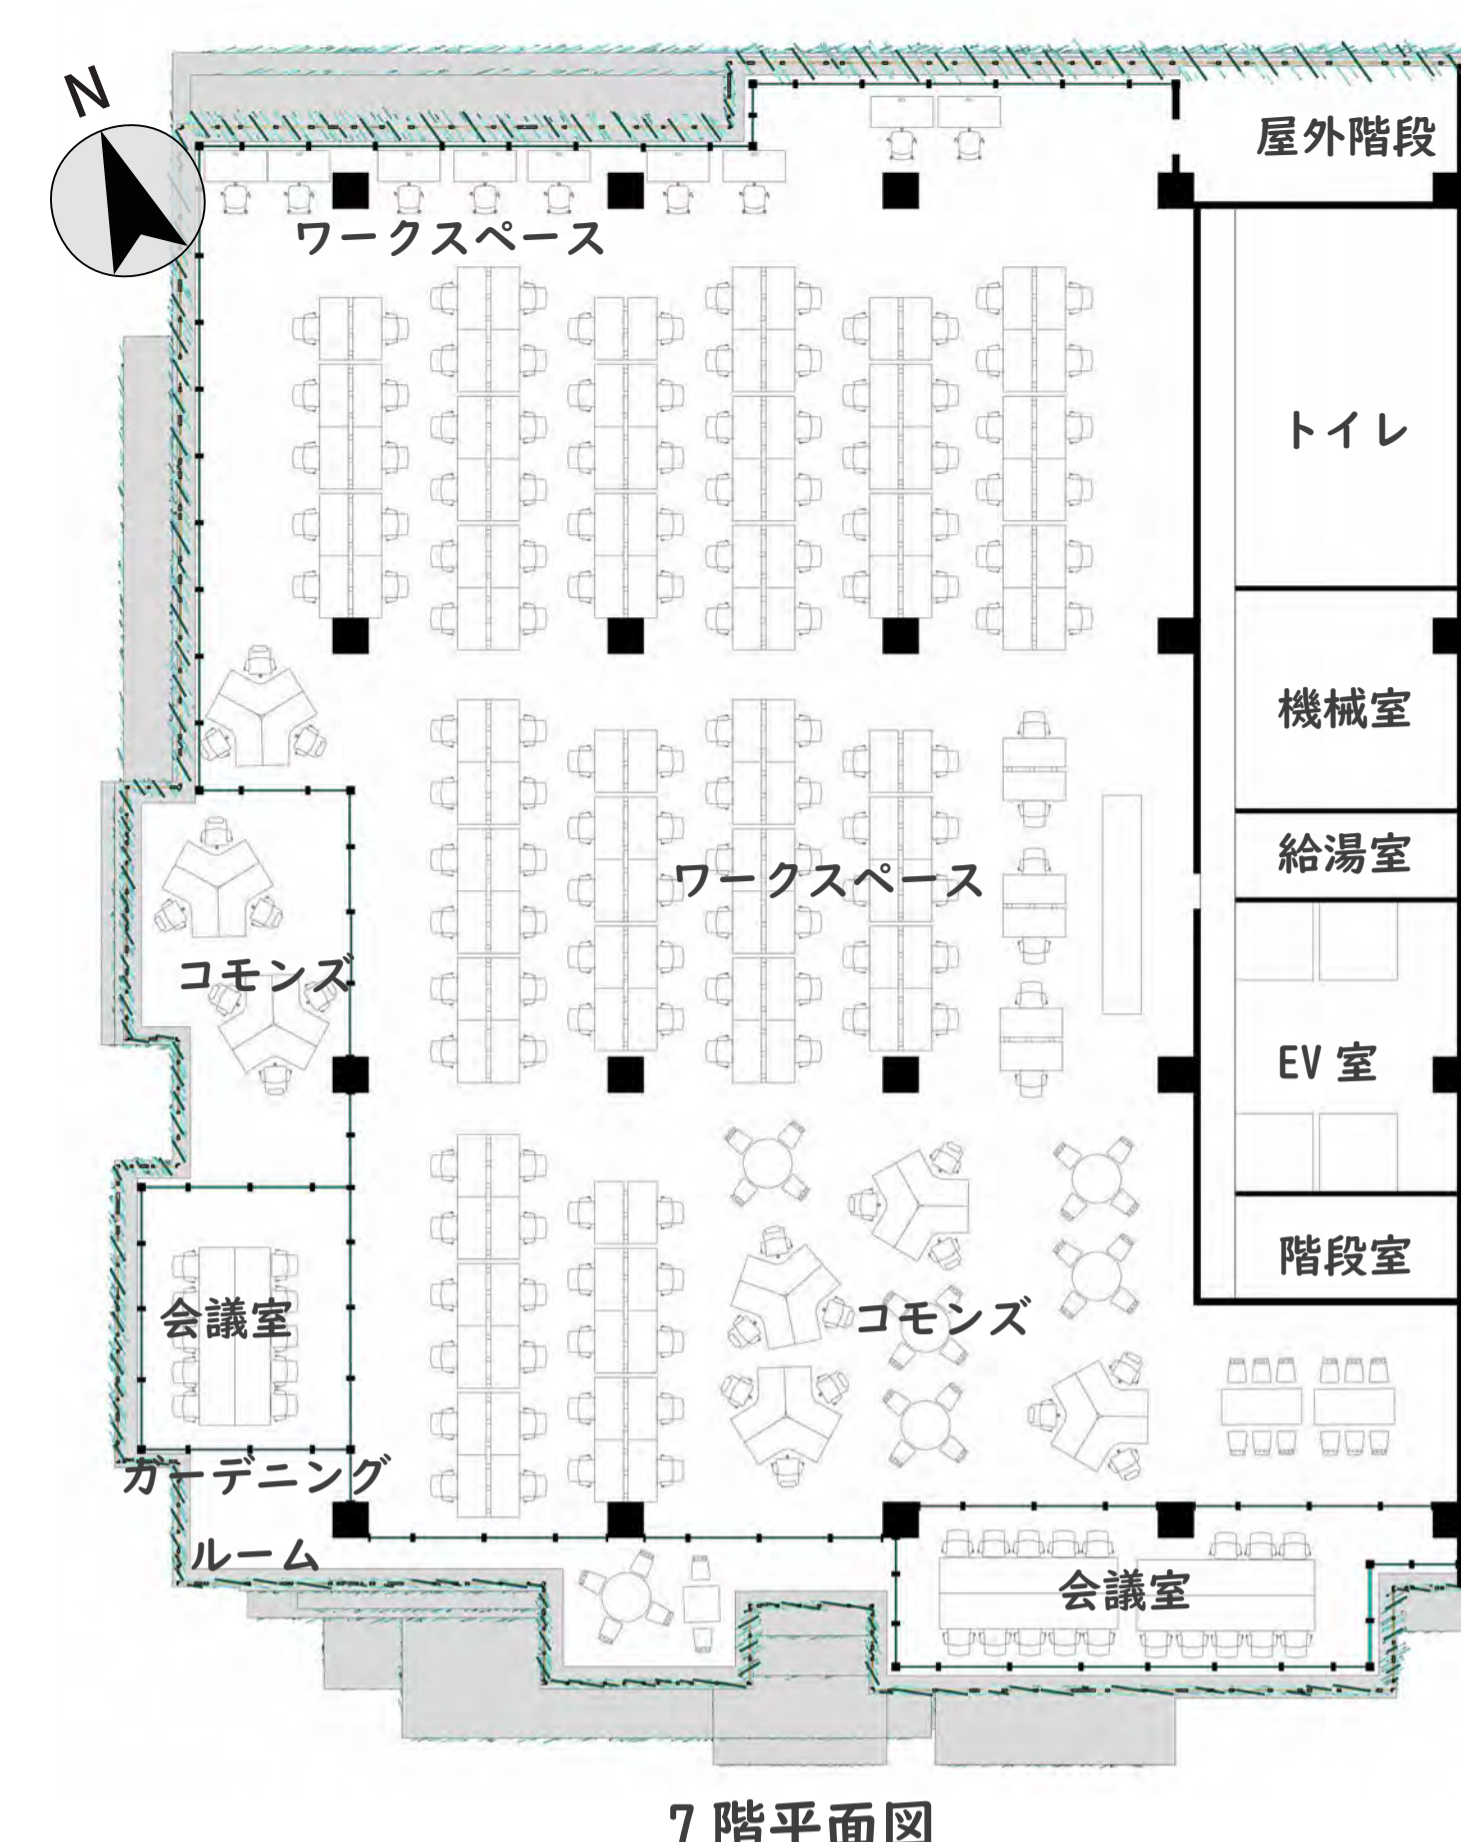 N
屋外階段
ワークスペース
トイレ
機械室
給湯室
ワークスペース
コモンズ
EV 室
階段室
会議室
コモンズ
ガーデニング
ルーム
会議室
7 階平面図